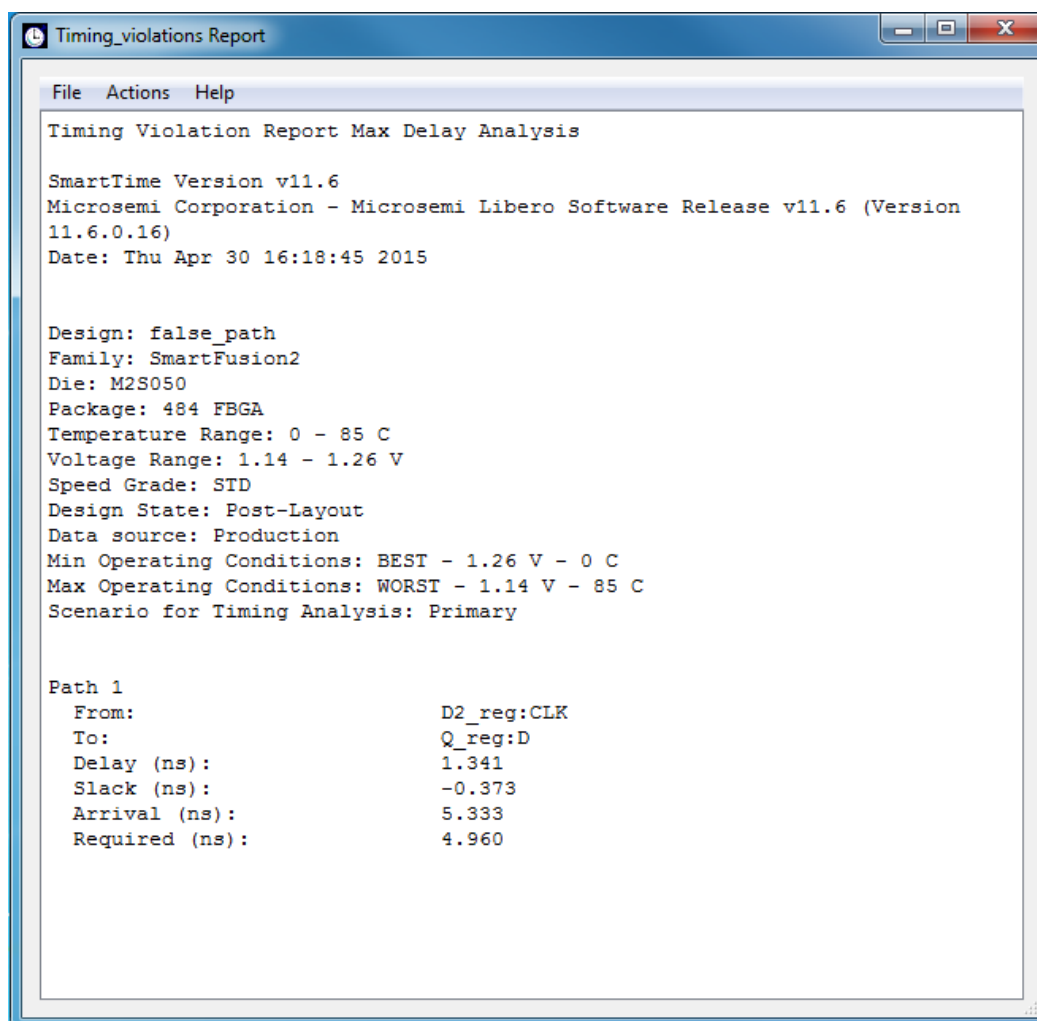 Timing_violations Report
File Actions Help
Timing Violation Report Max Delay Analysis
SmartTime Version v11.6
Microsemi Corporation - Microsemi Libero Software Release v11.6 (Version
11.6.0.16)
Date: Thu Apr 30 16:18:45 2015
Design: false_path
Family: SmartFusion2
Die: M2S050
Package: 484 FBGA
Temperature Range: 0 - 85 C
Voltage Range: 1.14 - 1.26 V
Speed Grade: STD
Design State: Post-Layout
Data source: Production
Min Operating Conditions: BEST - 1.26 V - 0 C
Max Operating Conditions: WORST - 1.14 V - 85 C
Scenario for Timing Analysis: Primary
Path 1
From: D2_reg:CLK
To: Q_reg:D
Delay (ns): 1.341
Slack (ns): -0.373
Arrival (ns): 5.333
Required (ns): 4.960